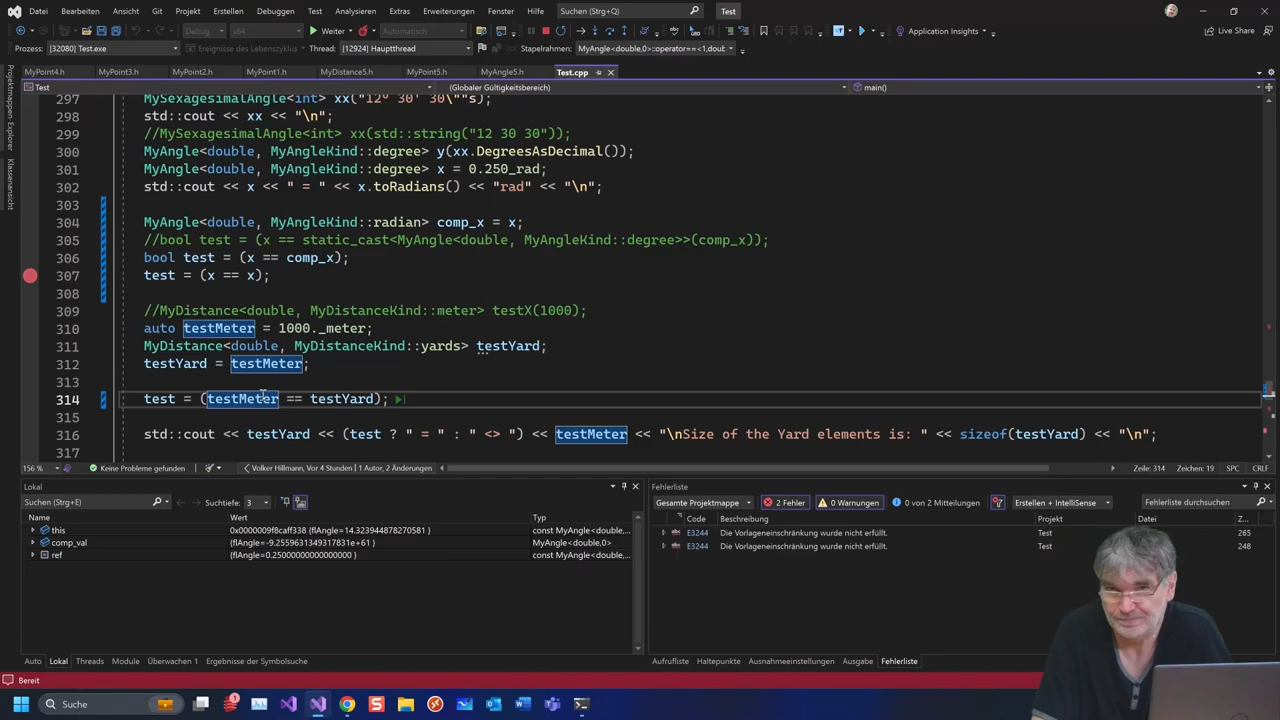 Datei Bearbeiten Ansicht Git Projekt Erstellen Debuggen Test Analysieren Extras Erweiterungen Fenster Hilfe Suchen (Strg+Q) Test
Debug x64 Weiter Automatisch Application Insights Live Share
Prozess: [32080] Test.exe Ereignisse des Lebenszyklus Thread: [12924] Hauptthread Stapelrahmen: MyAngle<double,0>::operator==<1,doub
MyPoint4.h MyPoint3.h MyPoint2.h MyPoint1.h MyDistance5.h MyPoint5.h MyAngle5.h Test.cpp
Projektmappen-Explorer
Klassenansicht
Test (Globaler Gültigkeitsbereich) main()
297 MySexagesimalAngle<int> xx("12° 30' 30\""s);
298 std::cout << xx << "\n";
299 //MySexagesimalAngle<int> xx(std::string("12 30 30"));
300 MyAngle<double, MyAngleKind::degree> y(xx.DegreesAsDecimal());
301 MyAngle<double, MyAngleKind::degree> x = 0.250_rad;
302 std::cout << x << " = " << x.toRadians() << "rad" << "\n";
303
304 MyAngle<double, MyAngleKind::radian> comp_x = x;
305 //bool test = (x == static_cast<MyAngle<double, MyAngleKind::degree>>(comp_x));
306 bool test = (x == comp_x);
307 test = (x == x);
308
309 //MyDistance<double, MyDistanceKind::meter> testX(1000);
310 auto testMeter = 1000._meter;
311 MyDistance<double, MyDistanceKind::yards> testYard;
312 testYard = testMeter;
313
314 test = (testMeter == testYard);
315
316 std::cout << testYard << (test ? " = " : " <> ") << testMeter << "\nSize of the Yard elements is: " << sizeof(testYard) << "\n";
317
156 % Keine Probleme gefunden Volker Hillmann, Vor 4 Stunden | 1 Autor, 2 Änderungen Zeile: 314 Zeichen: 19 SPC CRLF
Lokal
Suchen (Strg+E) Suchtiefe: 3
Name Wert Typ
this 0x0000009f8caff338 {flAngle=14.323944878270581 } const MyAngle<double,...
comp_val {flAngle=-9.2559631349317831e+61 } MyAngle<double,0>
ref {flAngle=0.25000000000000000 } const MyAngle<double,...
Auto Lokal Threads Module Überwachen 1 Ergebnisse der Symbolsuche
Fehlerliste
Gesamte Projektmappe 2 Fehler 0 Warnungen 0 von 2 Mitteilungen Erstellen + IntelliSense Fehlerliste durchsuchen
Code Beschreibung Projekt Datei Z...
E3244 Die Vorlageneinschränkung wurde nicht erfüllt. Test 265
E3244 Die Vorlageneinschränkung wurde nicht erfüllt. Test 248
Aufrufliste Haltepunkte Ausnahmeeinstellungen Ausgabe Fehlerliste
Bereit
Suche